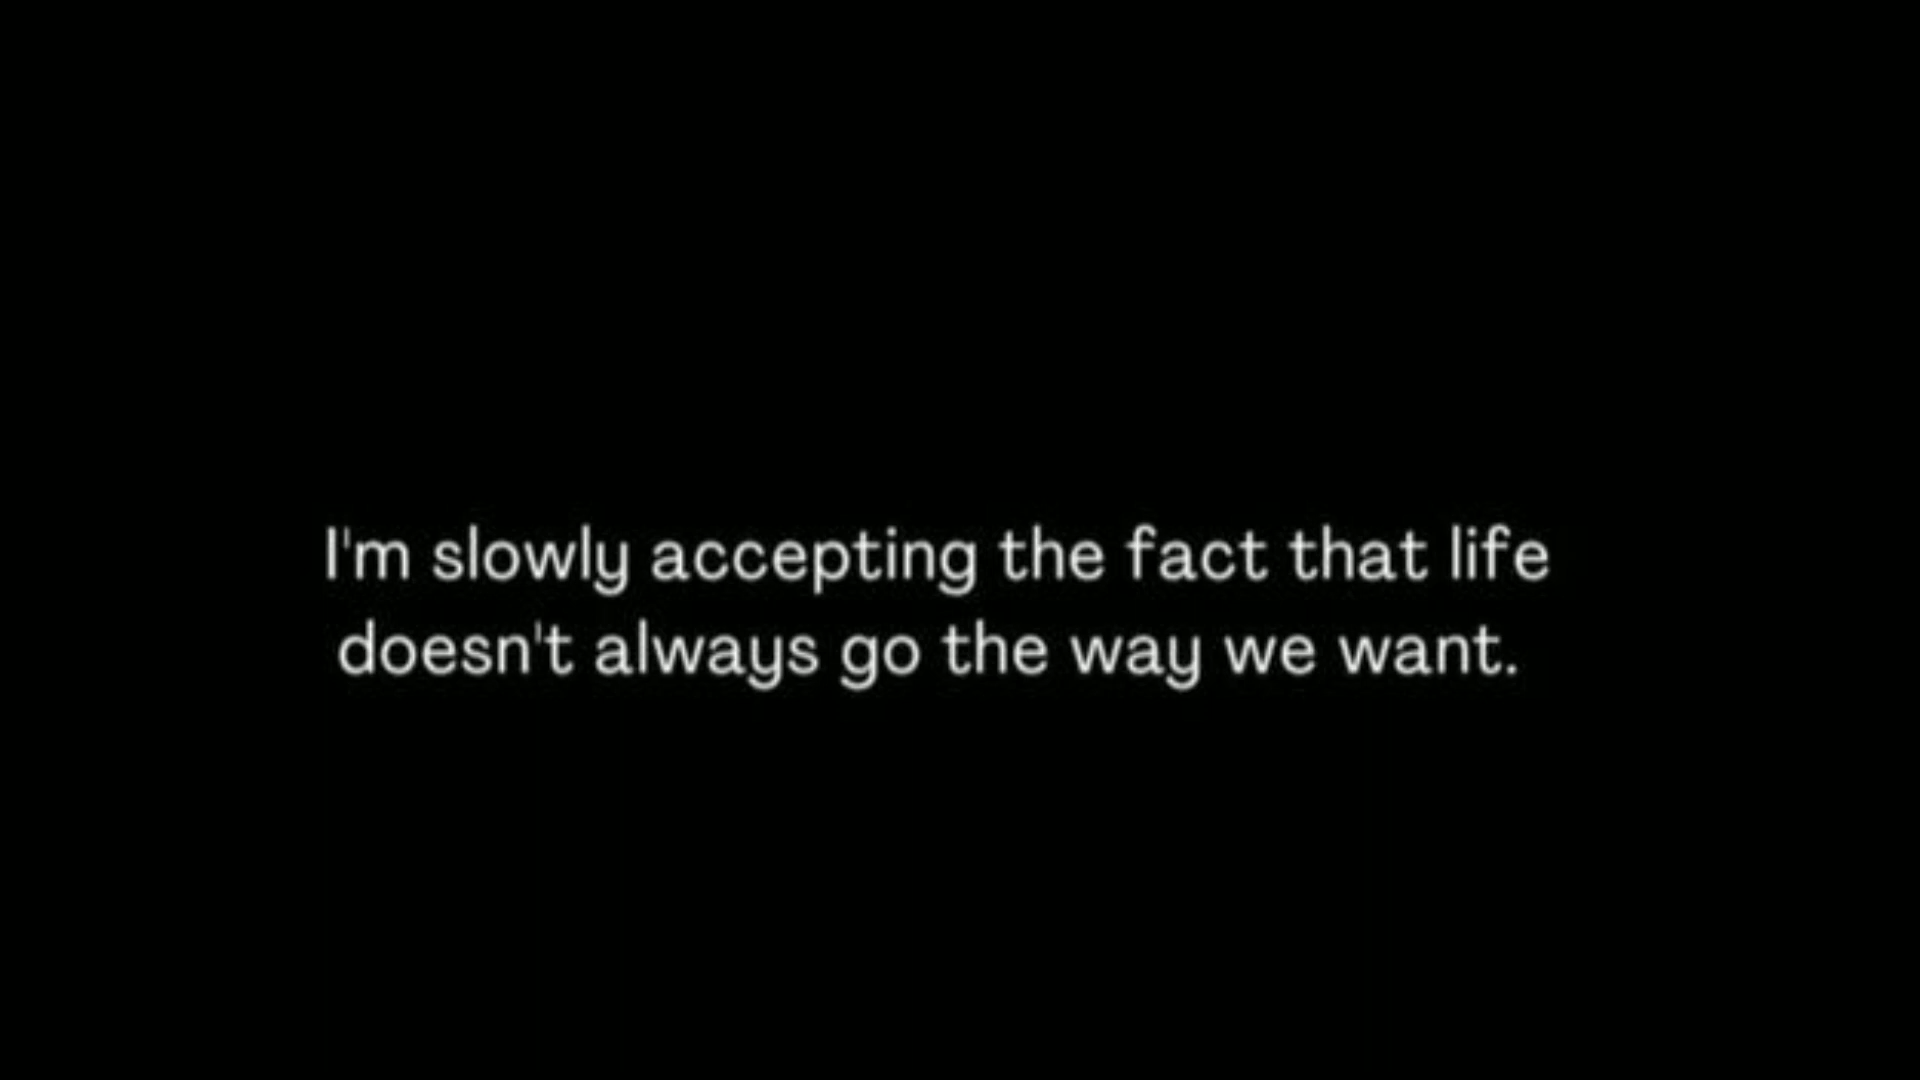 I'm slowly accepting the fact that life
doesn't always go the way we want.